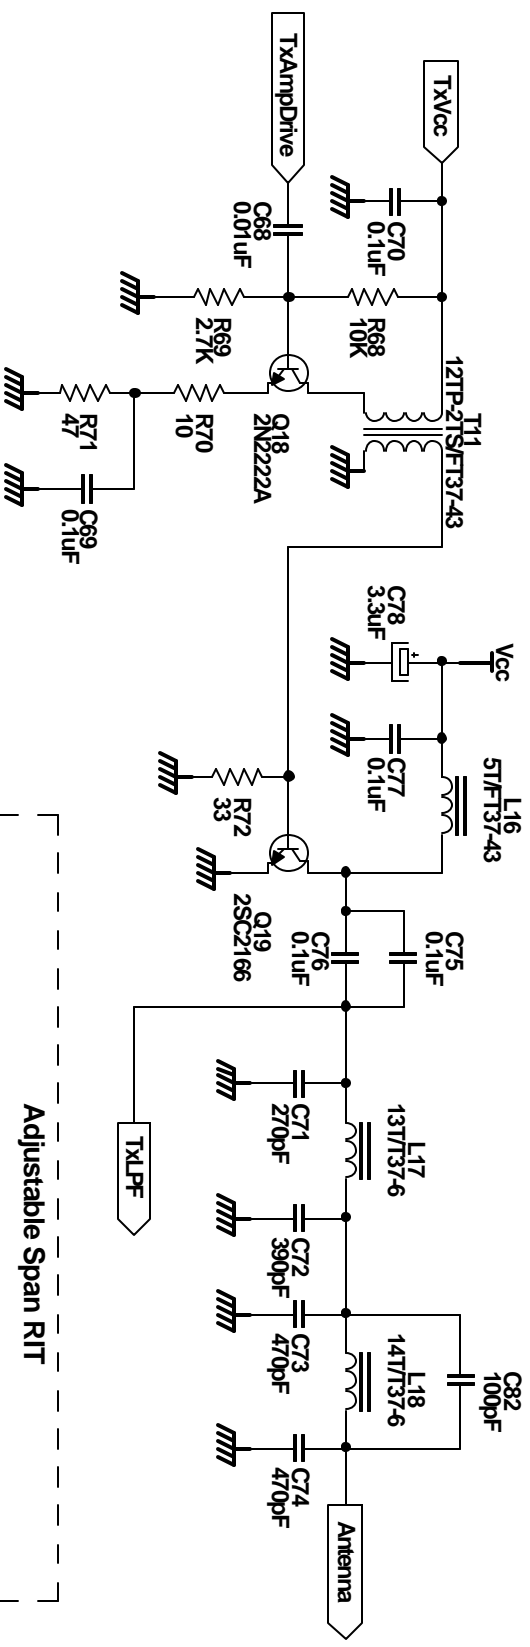 TxAmpDrive
TxVcc
C70
0.1uF
C68
0.01uF
R69
2.7K
R68
10K
12TP-2TS/FT37-43
T11
R71
47
R70
10
Q18
2N2222A
C69
0.1uF
C78
3.3uF
+
Vcc
C77
0.1uF
5T/FT37-43
L16
R72
33
Q19
2SC2166
C76
0.1uF
C75
0.1uF
TxLPF
C71
270pF
13T/T37-6
L17
C72
390pF
C73
470pF
14T/T37-6
L18
C82
100pF
C74
470pF
Antenna
Adjustable Span RIT